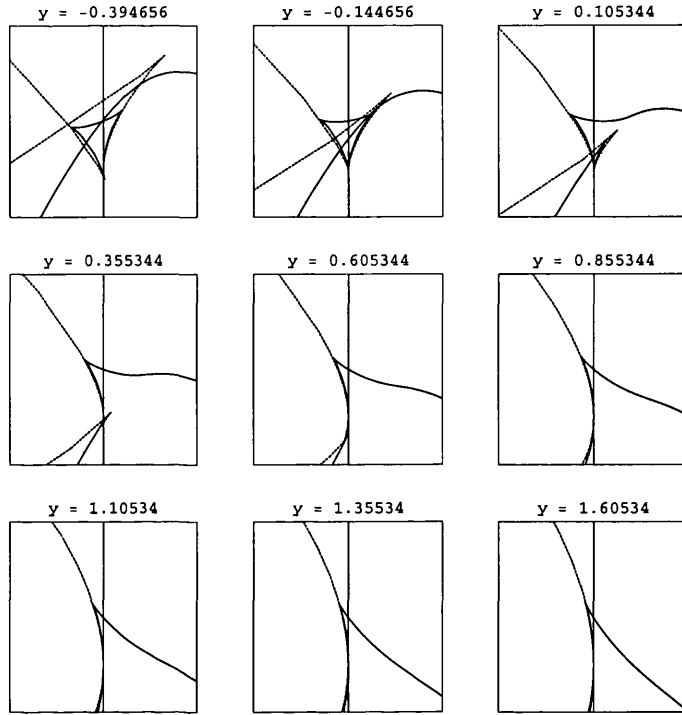 y = -0.394656
y = -0.144656
y = 0.105344
y = 0.355344
y = 0.605344
y = 0.855344
y = 1.10534
y = 1.35534
y = 1.60534